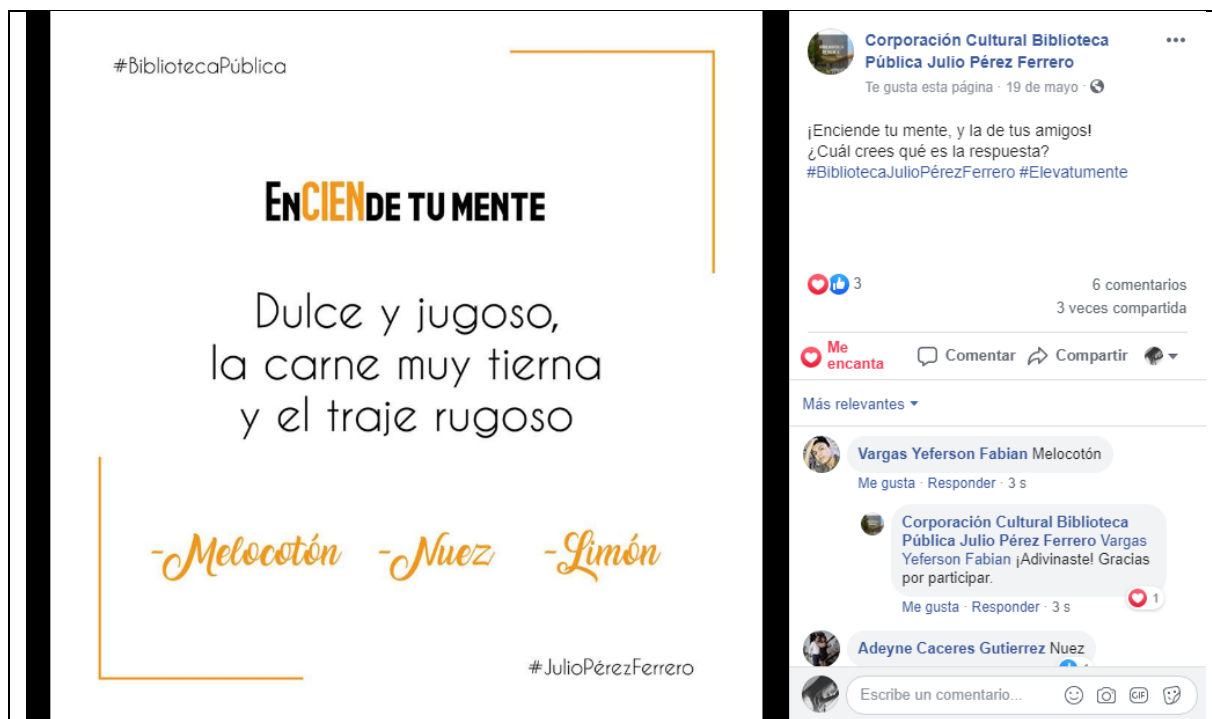 #BibliotecaPública
EnCIENDE TU MENTE
Dulce y jugoso,
la carne muy tierna
y el traje rugoso
-Melocotón -Nuez -Limón
#JulioPérezFerrero
Corporación Cultural Biblioteca
Pública Julio Pérez Ferrero
Te gusta esta página · 19 de mayo ·
¡Enciende tu mente, y la de tus amigos!
¿Cuál crees qué es la respuesta?
#BibliotecaJulioPérezFerrero #Elevatumente
3
6 comentarios
3 veces compartida
Me
encanta
Comentar
Compartir
Más relevantes
Vargas Yeferson Fabian Melocotón
Me gusta · Responder · 3 s
Corporación Cultural Biblioteca
Pública Julio Pérez Ferrero Vargas
Yeferson Fabian ¡Adivinaste! Gracias
por participar.
1
Me gusta · Responder · 3 s
Adeyne Caceres Gutierrez Nuez
Escribe un comentario...
GIF